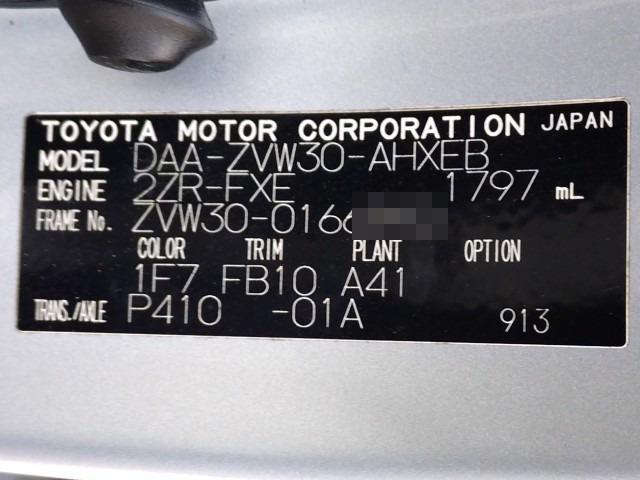 TOYOTA MOTOR CORPORATION JAPAN
MODEL DAA-ZVW30-AHXEB
ENGINE 2ZR-FXE 1797 mL
FRAME No. ZVW30-0166
COLOR TRIM PLANT OPTION
1F7 FB10 A41
TRANS./AXLE P410 -01A 913